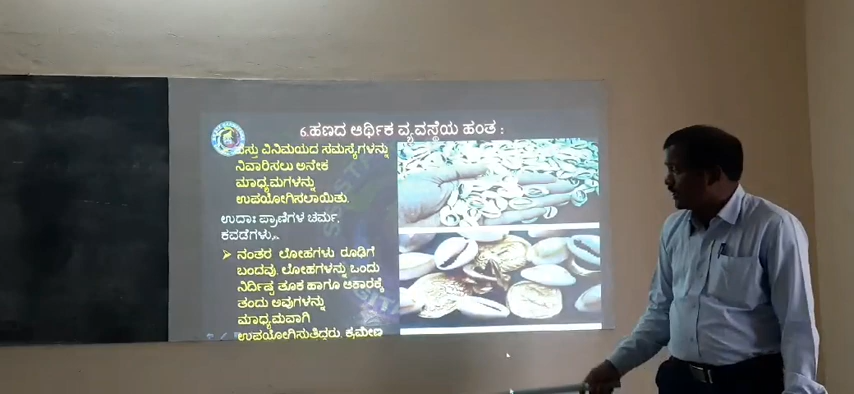 6.ಹಣದ ಆರ್ಥಿಕ ವ್ಯವಸ್ಥೆಯ ಹಂತ :
ವಸ್ತು ವಿನಿಮಯದ ಸಮಸ್ಯೆಗಳನ್ನು
ನಿವಾರಿಸಲು ಅನೇಕ
ಮಾಧ್ಯಮಗಳನ್ನು
ಉಪಯೋಗಿಸಲಾಯಿತು.
ಉದಾಃ ಪ್ರಾಣಿಗಳ ಚರ್ಮ,
ಕವಡೆಗಳು,
➢ ನಂತರ ಲೋಹಗಳು ರೂಢಿಗೆ
ಬಂದವು. ಲೋಹಗಳನ್ನು ಒಂದು
ನಿರ್ದಿಷ್ಟ ತೂಕ ಹಾಗೂ ಆಕಾರಕ್ಕೆ
ತಂದು ಅವುಗಳನ್ನು
ಮಾಧ್ಯಮವಾಗಿ
ಉಪಯೋಗಿಸುತ್ತಿದ್ದರು. ಕ್ರಮೇಣ